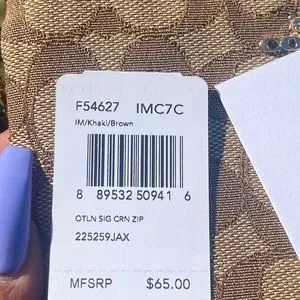 F54627 IMC7C
IM/Khaki/Brown
8 89532 50941 6
OTLN SIG CRN ZIP
225259JAX
MFSRP $65.00